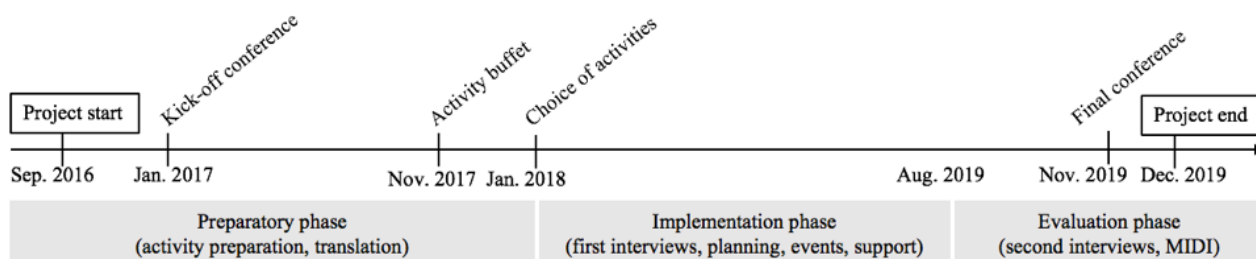 Kick-off conference
Activity buffet
Choice of activities
Final conference
Project start
Project end
Sep. 2016
Jan. 2017
Nov. 2017
Jan. 2018
Aug. 2019
Nov. 2019
Dec. 2019
Preparatory phase
(activity preparation, translation)
Implementation phase
(first interviews, planning, events, support)
Evaluation phase
(second interviews, MIDI)